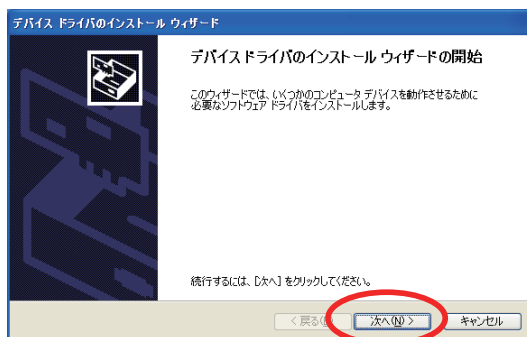 デバイス ドライバのインストール ウィザード
デバイス ドライバのインストール ウィザードの開始
このウィザードでは、いくつかのコンピュータ デバイスを動作させるために
必要なソフトウェア ドライバをインストールします。
続行するには、[次へ] をクリックしてください。
< 戻る
次へ(N) >
キャンセル